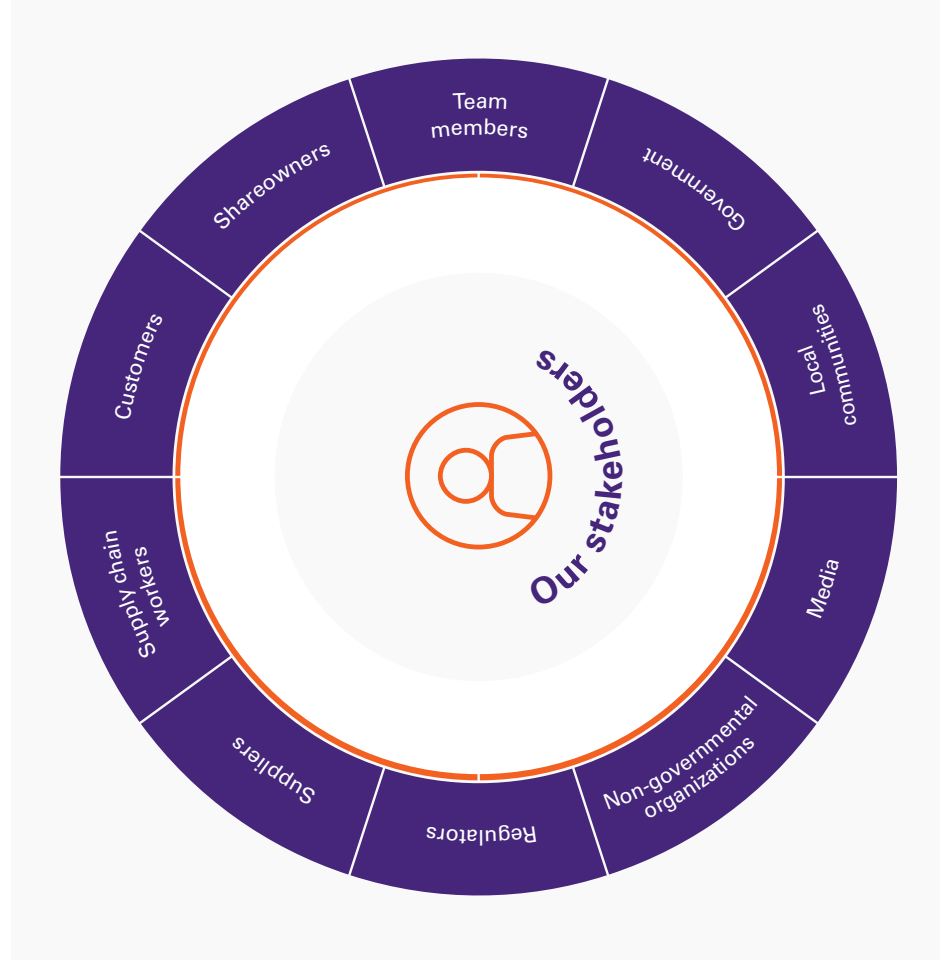 Team
members
Government
Local
communities
Media
Non-governmental
organizations
Regulators
Suppliers
Supply chain
workers
Customers
Shareowners
Our stakeholders